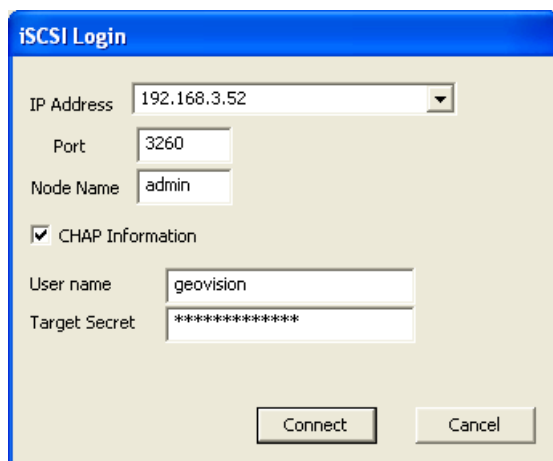 iSCSI Login
IP Address 192.168.3.52
Port 3260
Node Name admin
CHAP Information
User name geovision
Target Secret *************
Connect Cancel